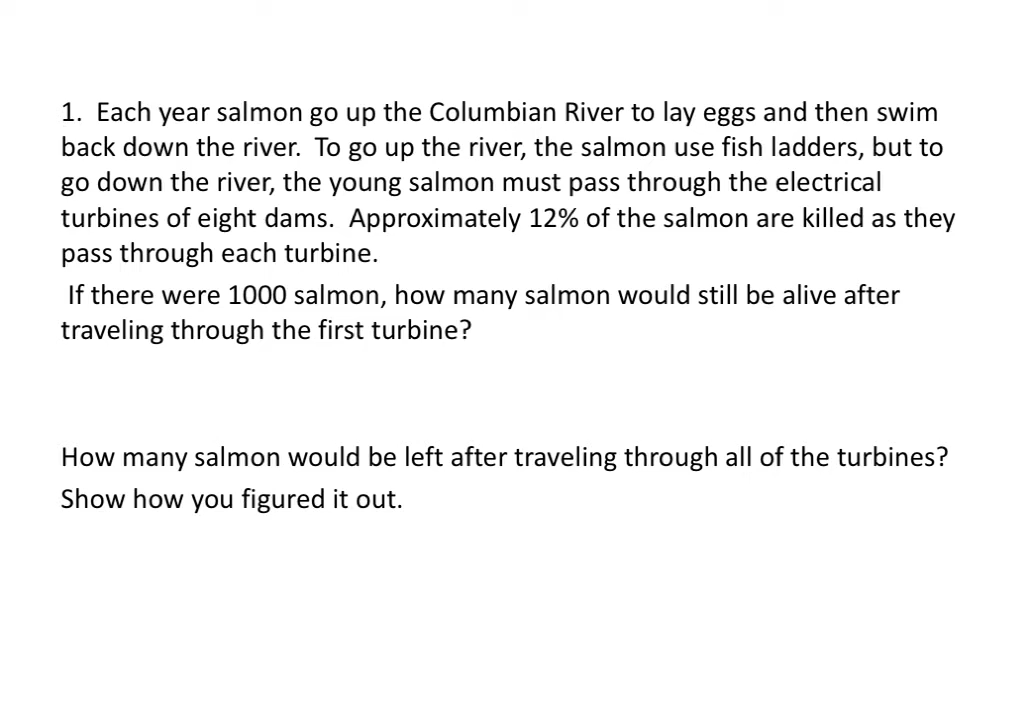 1.  Each year salmon go up the Columbian River to lay eggs and then swim
back down the river.  To go up the river, the salmon use fish ladders, but to
go down the river, the young salmon must pass through the electrical
turbines of eight dams.  Approximately 12% of the salmon are killed as they
pass through each turbine.
If there were 1000 salmon, how many salmon would still be alive after
traveling through the first turbine?
How many salmon would be left after traveling through all of the turbines?
Show how you figured it out.